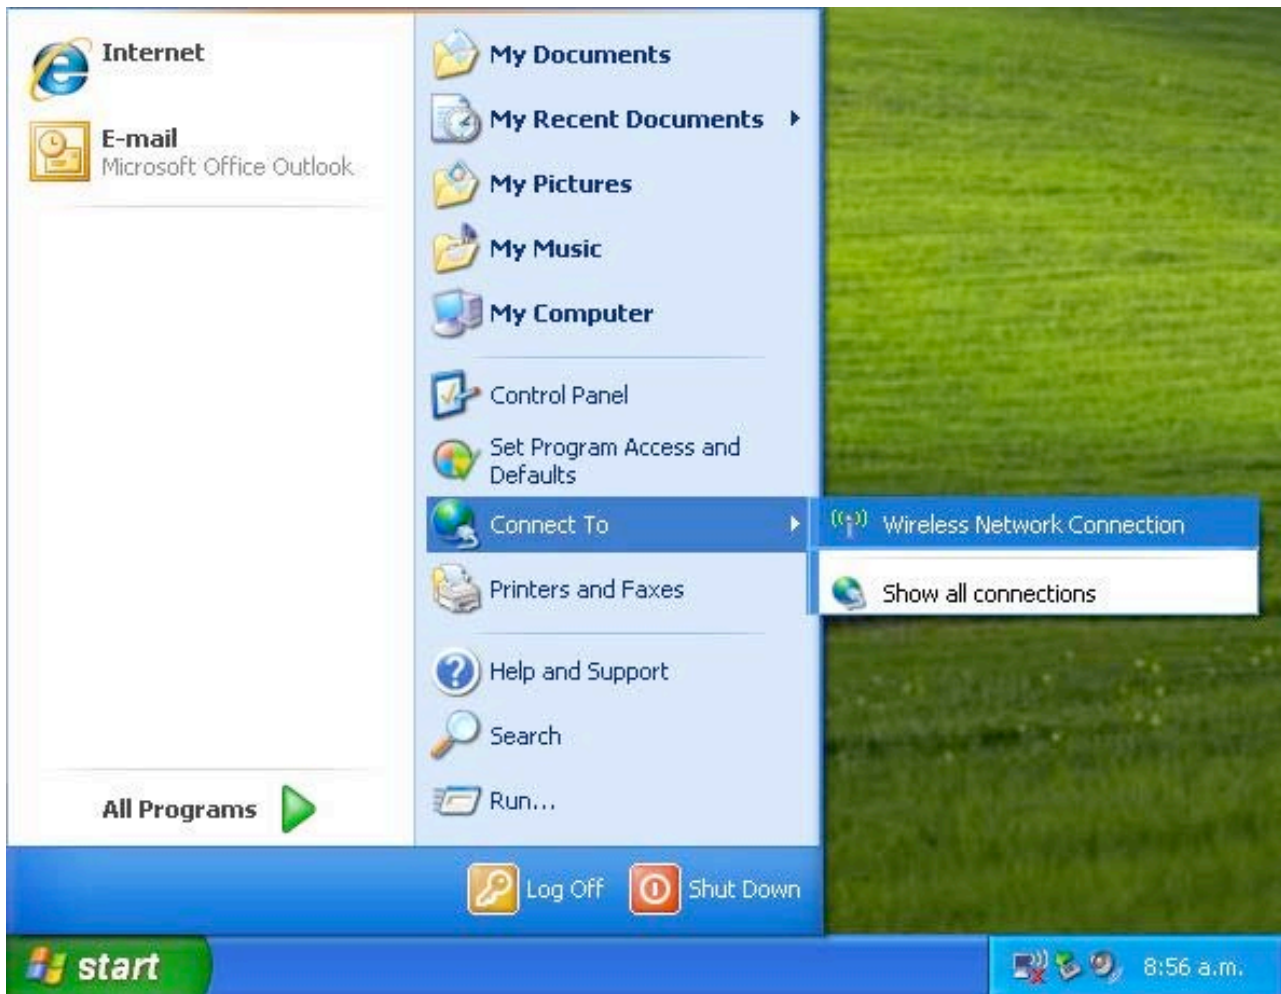 Internet
E-mail
Microsoft Office Outlook
All Programs
My Documents
My Recent Documents
My Pictures
My Music
My Computer
Control Panel
Set Program Access and
Defaults
Connect To
Printers and Faxes
Help and Support
Search
Run...
Wireless Network Connection
Show all connections
Log Off
Shut Down
start
8:56 a.m.